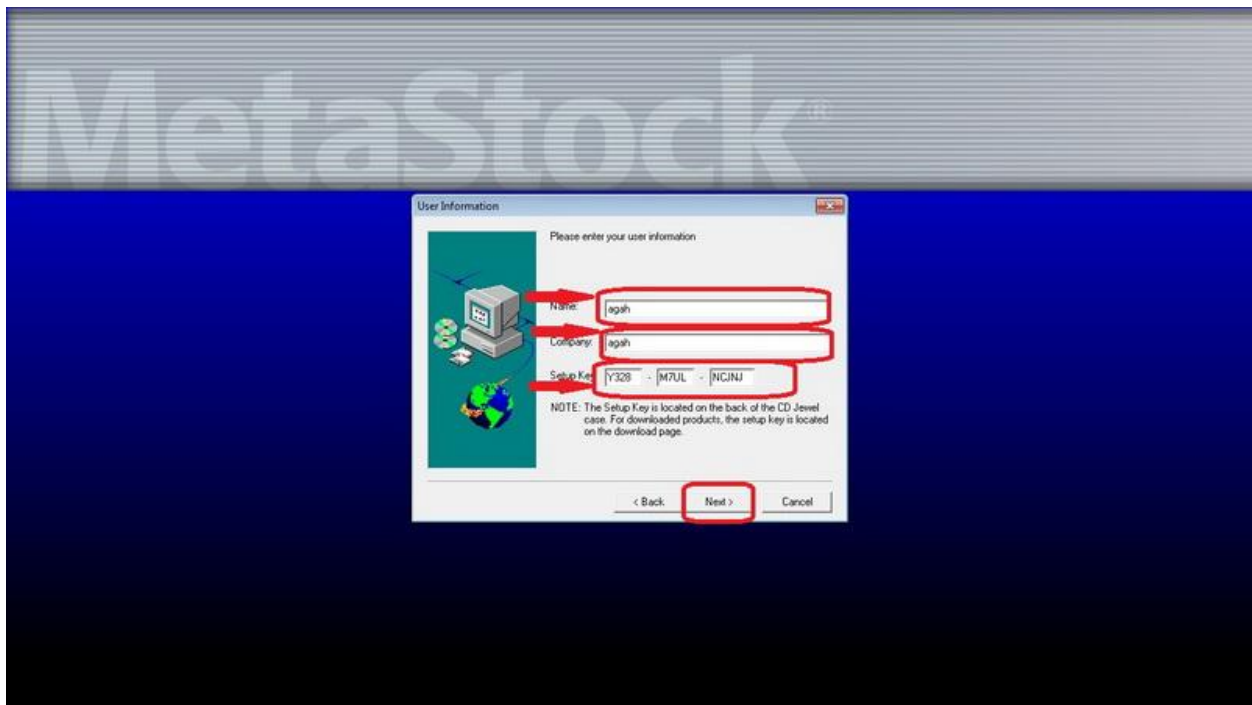 MetaStock®
User Information
Please enter your user information
Name: agah
Company: agah
Setup Key Y328 - M7UL - NCJNJ
NOTE: The Setup Key is located on the back of the CD Jewel
case. For downloaded products, the setup key is located
on the download page.
< Back Next > Cancel